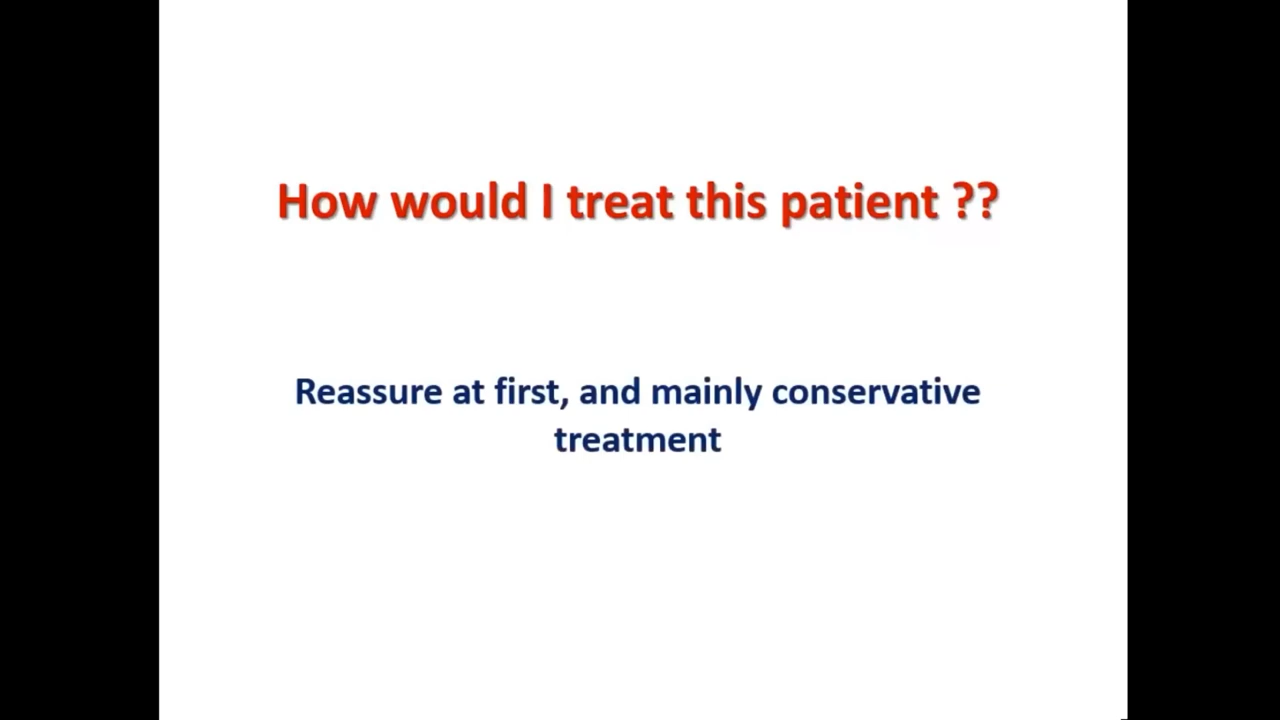 How would I treat this patient ??
Reassure at first, and mainly conservative
treatment